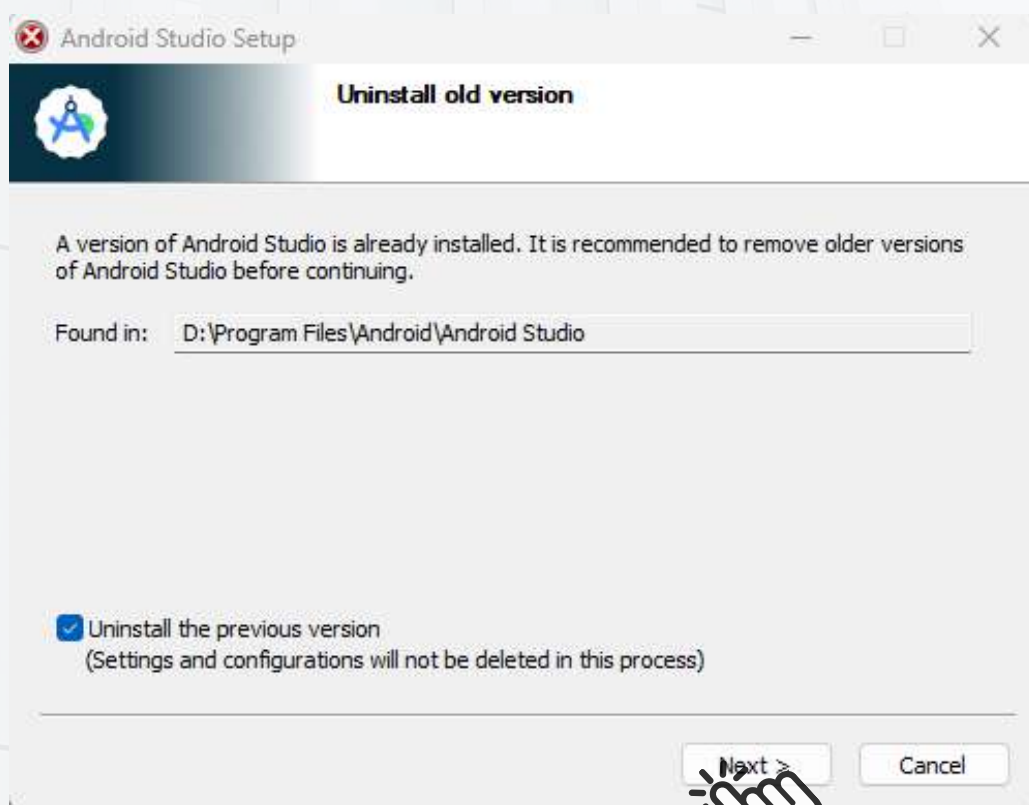 Android Studio Setup
Uninstall old version
A version of Android Studio is already installed. It is recommended to remove older versions
of Android Studio before continuing.
Found in: D:\Program Files\Android\Android Studio
Uninstall the previous version
(Settings and configurations will not be deleted in this process)
Next > Cancel